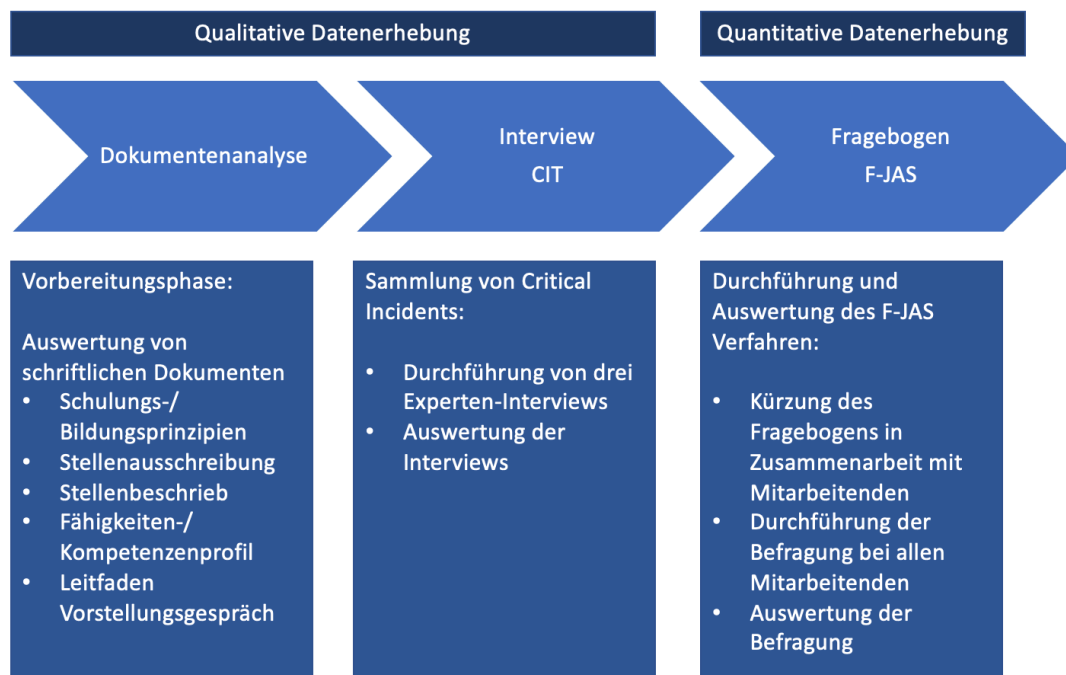 Qualitative Datenerhebung
Quantitative Datenerhebung
Dokumentenanalyse
Interview
CIT
Fragebogen
F-JAS
Vorbereitungsphase:
Auswertung von
schriftlichen Dokumenten
• Schulungs-/
Bildungsprinzipien
• Stellenausschreibung
• Stellenbeschrieb
• Fähigkeiten-/
Kompetenzenprofil
• Leitfaden
Vorstellungsgespräch
Sammlung von Critical
Incidents:
• Durchführung von drei
Experten-Interviews
• Auswertung der
Interviews
Durchführung und
Auswertung des F-JAS
Verfahren:
• Kürzung des
Fragebogens in
Zusammenarbeit mit
Mitarbeitenden
• Durchführung der
Befragung bei allen
Mitarbeitenden
• Auswertung der
Befragung